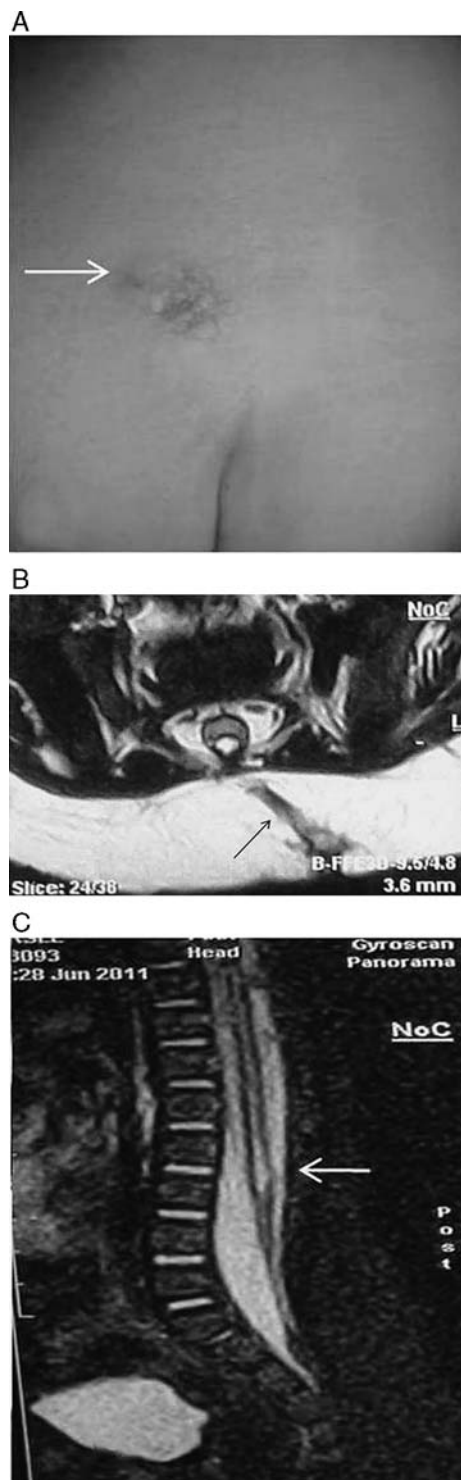 A
B
NoC
L
B-FFE3D-9.5/4.8
Slice: 24/38
3.6 mm
C
3093
Head
Gyroscan
:28 Jun 2011
Panorama
NoC
P
o
s
t